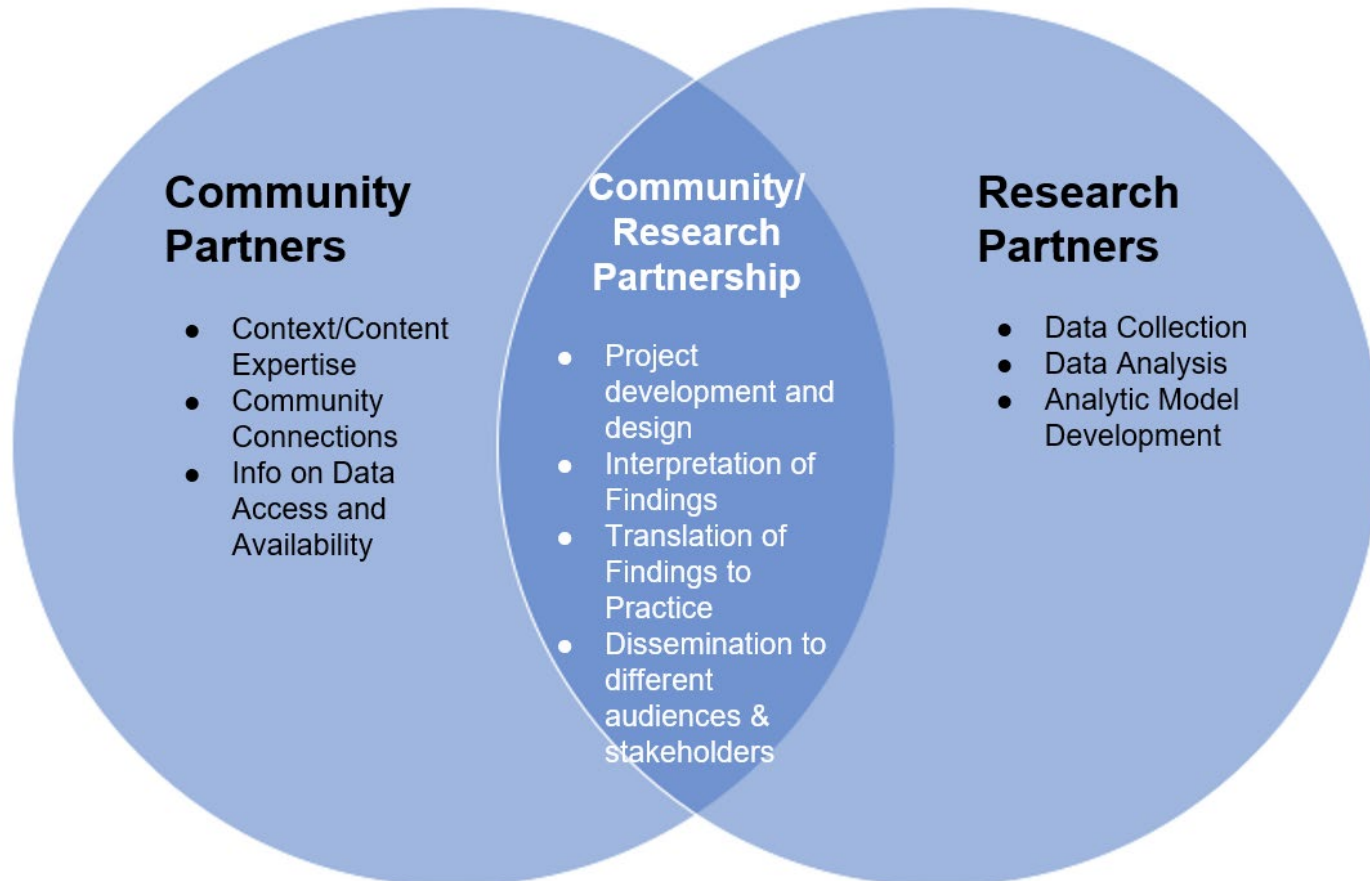 Community
Partners
● Context/Content
Expertise
● Community
Connections
● Info on Data
Access and
Availability
Community/
Research
Partnership
● Project
development and
design
● Interpretation of
Findings
● Translation of
Findings to
Practice
● Dissemination to
different
audiences &
stakeholders
Research
Partners
● Data Collection
● Data Analysis
● Analytic Model
Development